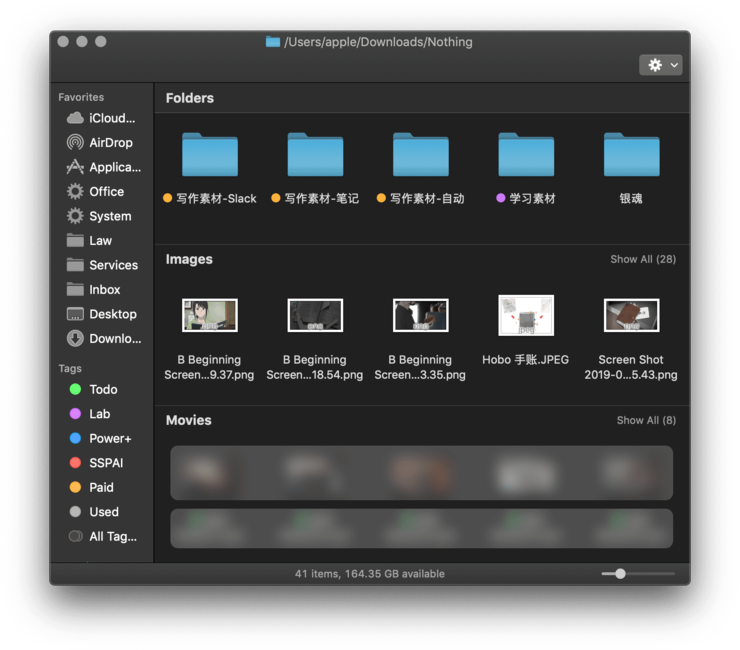 /Users/apple/Downloads/Nothing
Favorites
iCloud...
AirDrop
Applica...
Office
System
Law
Services
Inbox
Desktop
Downlo...
Tags
Todo
Lab
Power+
SSPAI
Paid
Used
All Tag...
Folders
写作素材-Slack
写作素材-笔记
写作素材-自动
学习素材
银魂
Images
Show All (28)
JPEG
B Beginning
Screen...9.37.png
B Beginning
Screen...18.54.png
B Beginning
Screen...3.35.png
Hobo 手账.JPEG
Screen Shot
2019-0...5.43.png
Movies
Show All (8)
41 items, 164.35 GB available